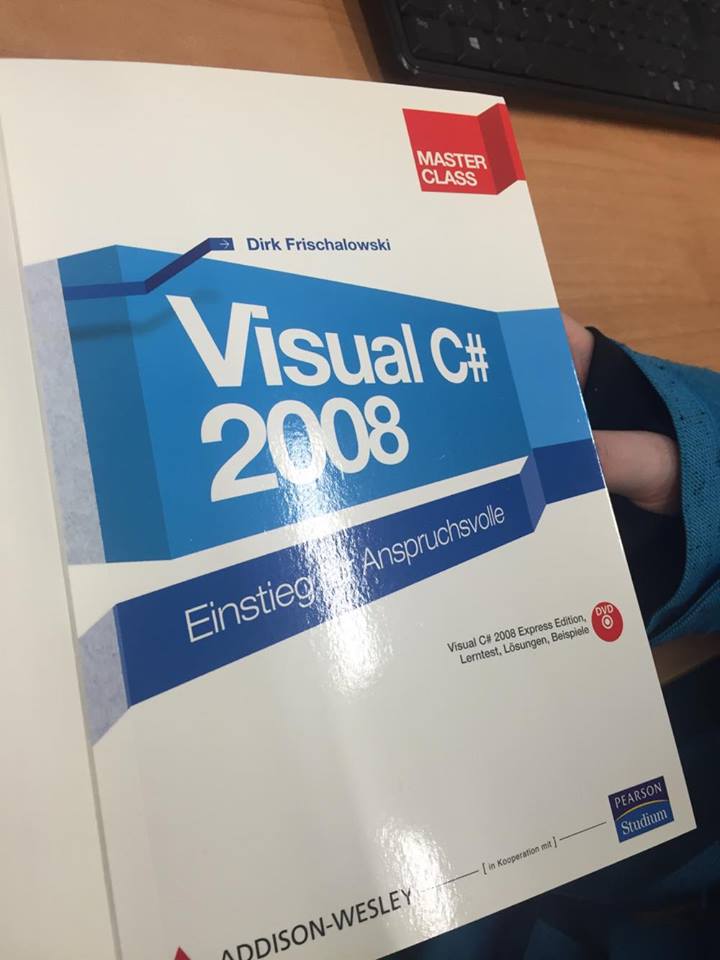 MASTER
CLASS
Dirk Frischalowski
Visual C#
2008
Einstieg Anspruchsvolle
Visual C# 2008 Express Edition,
Lerntest, Lösungen, Beispiele
DVD
PEARSON
Studium
[ in Kooperation mit ]
ADDISON-WESLEY